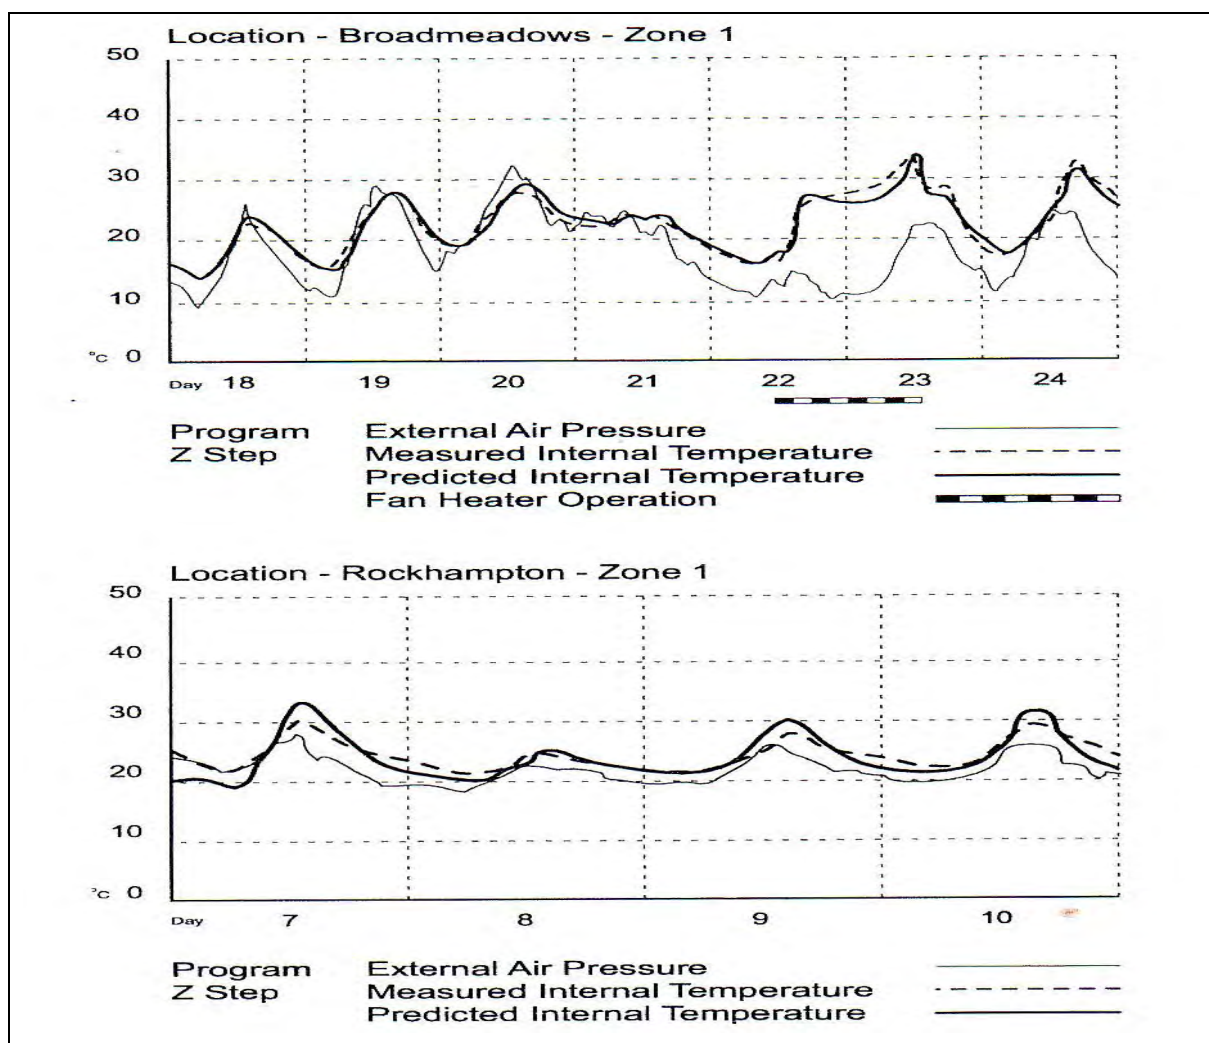 Location - Broadmeadows - Zone 1
50
40
30
20
10
°C 0
Day 18 19 20 21 22 23 24
Program External Air Pressure
Z Step Measured Internal Temperature
Predicted Internal Temperature
Fan Heater Operation
Location - Rockhampton - Zone 1
50
40
30
20
10
°C 0
Day 7 8 9 10
Program External Air Pressure
Z Step Measured Internal Temperature
Predicted Internal Temperature